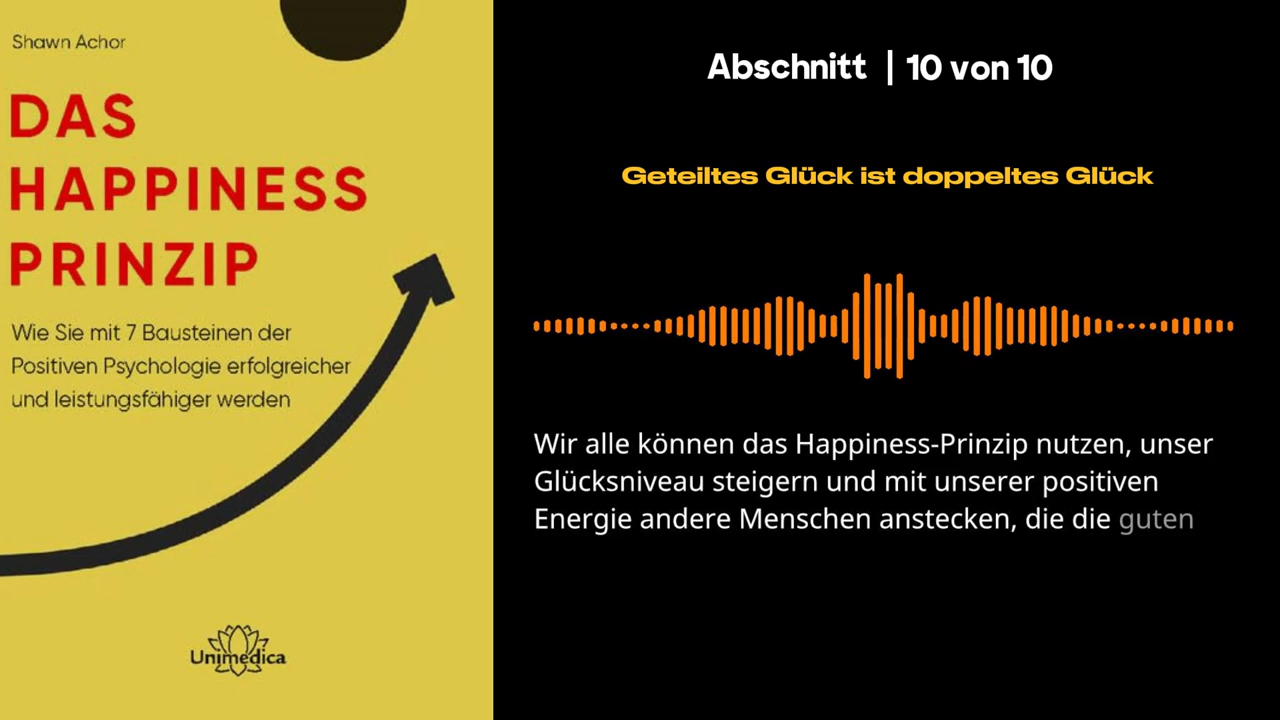 Shawn Achor
DAS
HAPPINESS
PRINZIP
Wie Sie mit 7 Bausteinen der
Positiven Psychologie erfolgreicher
und leistungsfähiger werden
Unimedica
Abschnitt | 10 von 10
Geteiltes Glück ist doppeltes Glück
Wir alle können das Happiness-Prinzip nutzen, unser
Glücksniveau steigern und mit unserer positiven
Energie andere Menschen anstecken, die die guten